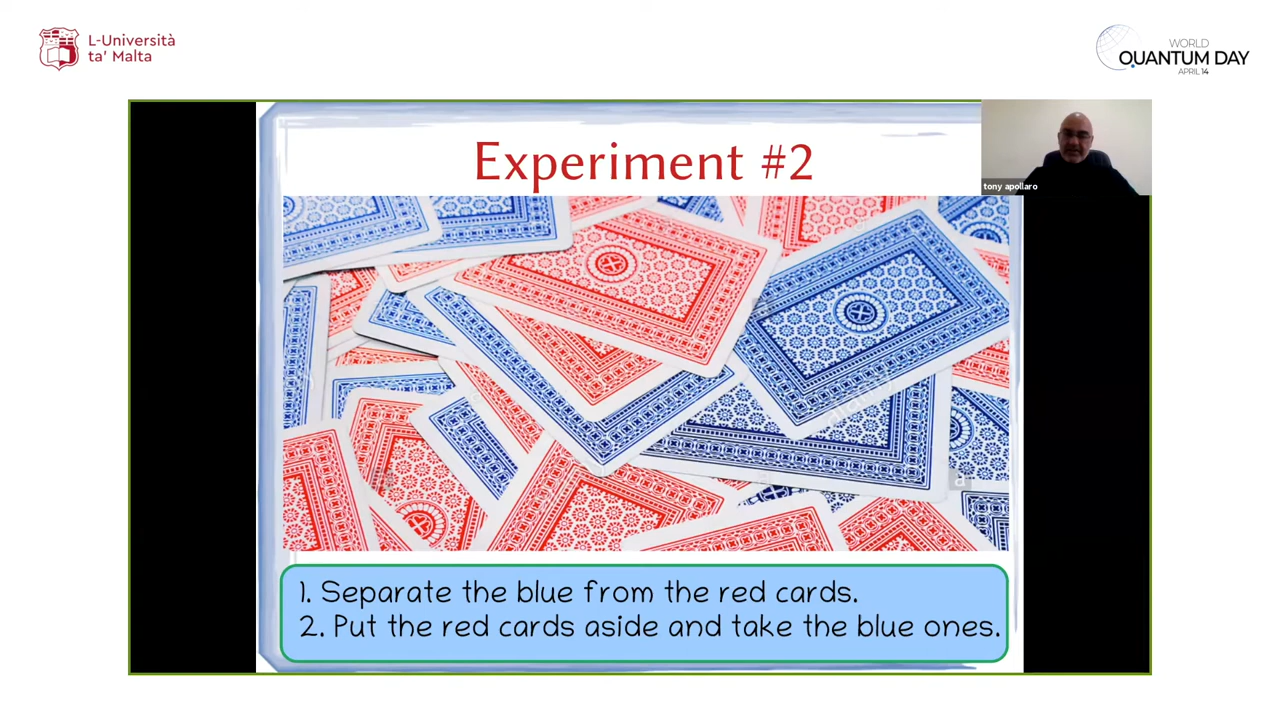 L-Università
ta' Malta
WORLD
QUANTUM DAY
APRIL 14
Experiment #2
tony apollaro
alamy
a
a
1. Separate the blue from the red cards.
2. Put the red cards aside and take the blue ones.